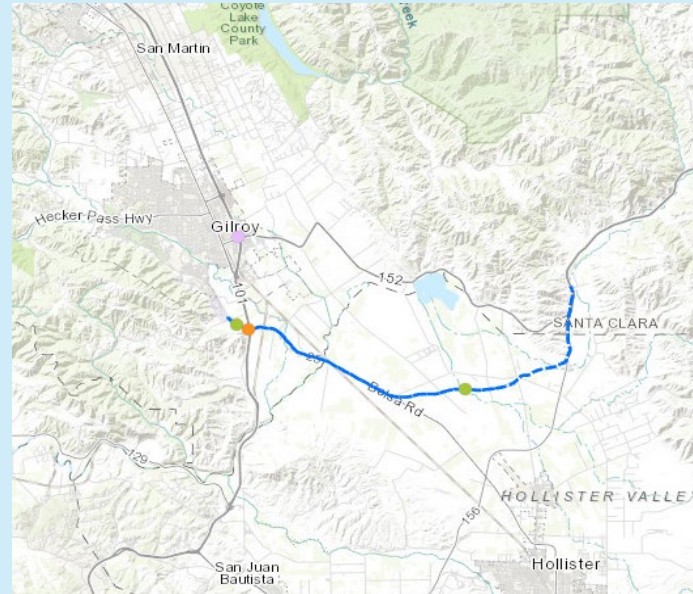 Coyote
Lake
County
Park
Creek
San Martin
Hecker Pass Hwy
Gilroy
101
152
SANTA CLARA
25
Bolsa Rd
129
156
HOLLISTER VALLEY
San Juan
Bautista
Hollister